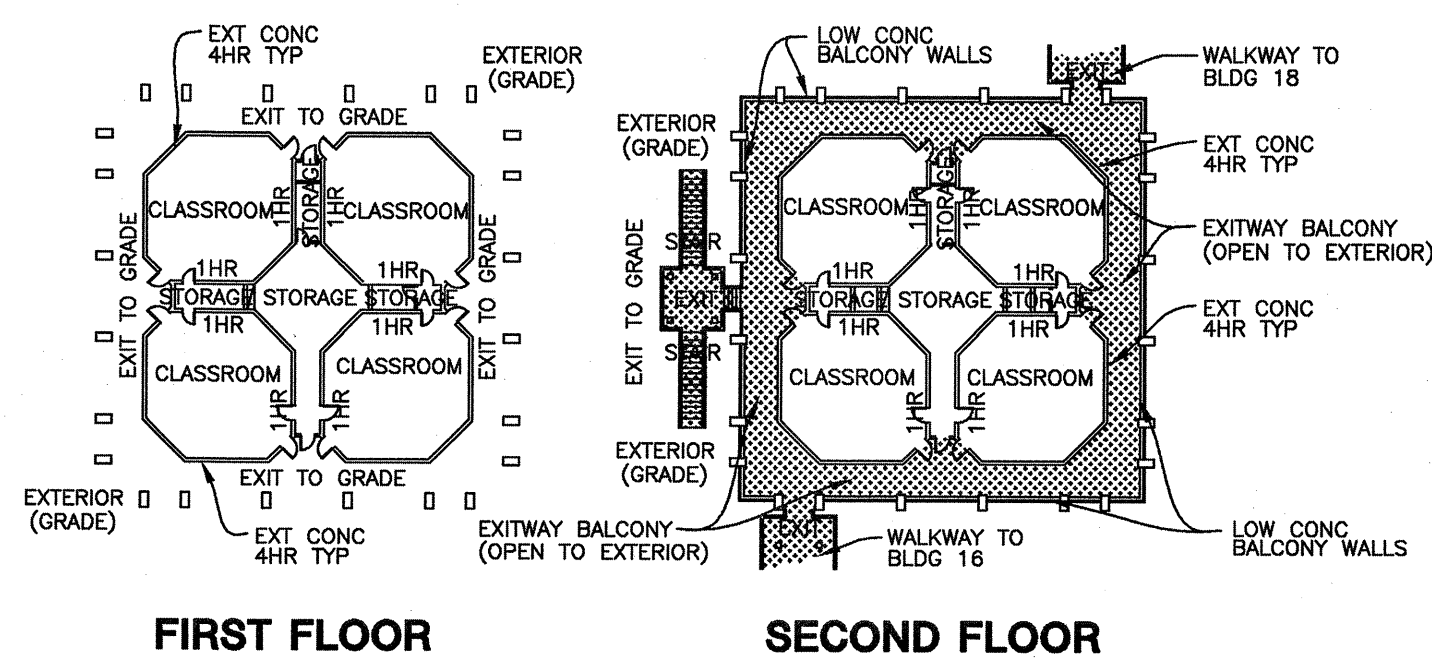 EXT CONC
4HR TYP
EXTERIOR
(GRADE)
EXIT TO GRADE
CLASSROOM
1HR
STORAGE
1HR
CLASSROOM
EXIT TO GRADE
EXIT TO GRADE
1HR
1HR
STORAGE
STORAGE
STORAGE
1HR
1HR
CLASSROOM
CLASSROOM
1HR
1HR
EXIT TO GRADE
EXTERIOR
(GRADE)
EXT CONC
4HR TYP
FIRST FLOOR
LOW CONC
BALCONY WALLS
WALKWAY TO
BLDG 18
EXIT
EXTERIOR
(GRADE)
EXT CONC
4HR TYP
CLASSROOM
1HR
STORAGE
1HR
CLASSROOM
EXITWAY BALCONY
(OPEN TO EXTERIOR)
EXIT TO GRADE
STAIR
EXIT
STAIR
1HR
1HR
STORAGE
STORAGE
STORAGE
1HR
1HR
EXT CONC
4HR TYP
CLASSROOM
CLASSROOM
1HR
1HR
EXTERIOR
(GRADE)
EXITWAY BALCONY
(OPEN TO EXTERIOR)
EXIT
WALKWAY TO
BLDG 16
LOW CONC
BALCONY WALLS
SECOND FLOOR